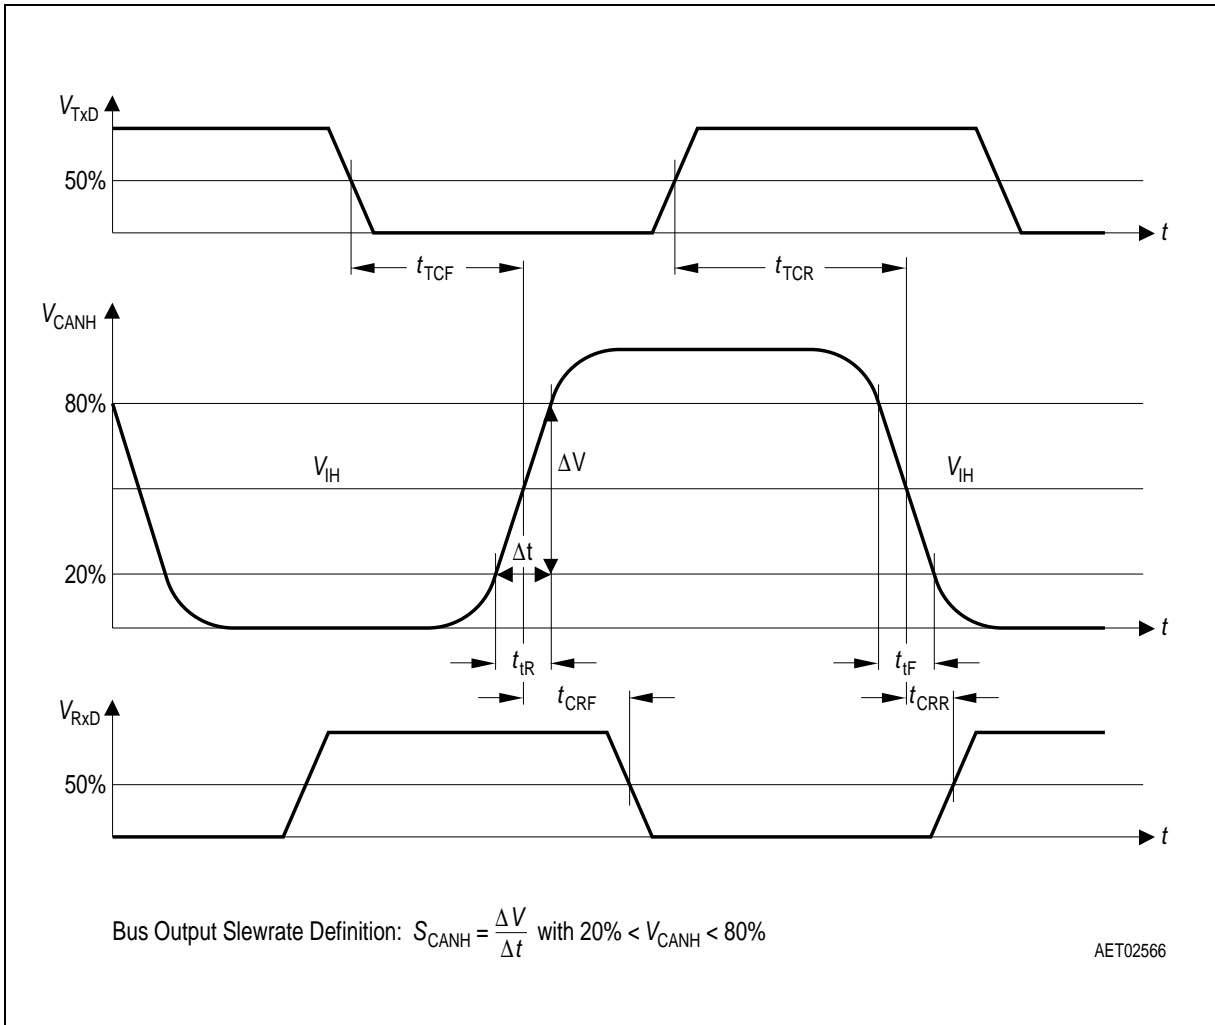 V_TxD
50%
t
t_TCF
t_TCR
V_CANH
80%
V_IH
ΔV
V_IH
Δt
20%
t
t_tR
t_tF
t_CRF
t_CRR
V_RxD
50%
t
Bus Output Slewrate Definition: S_CANH = ΔV/Δt with 20% < V_CANH < 80%
AET02566